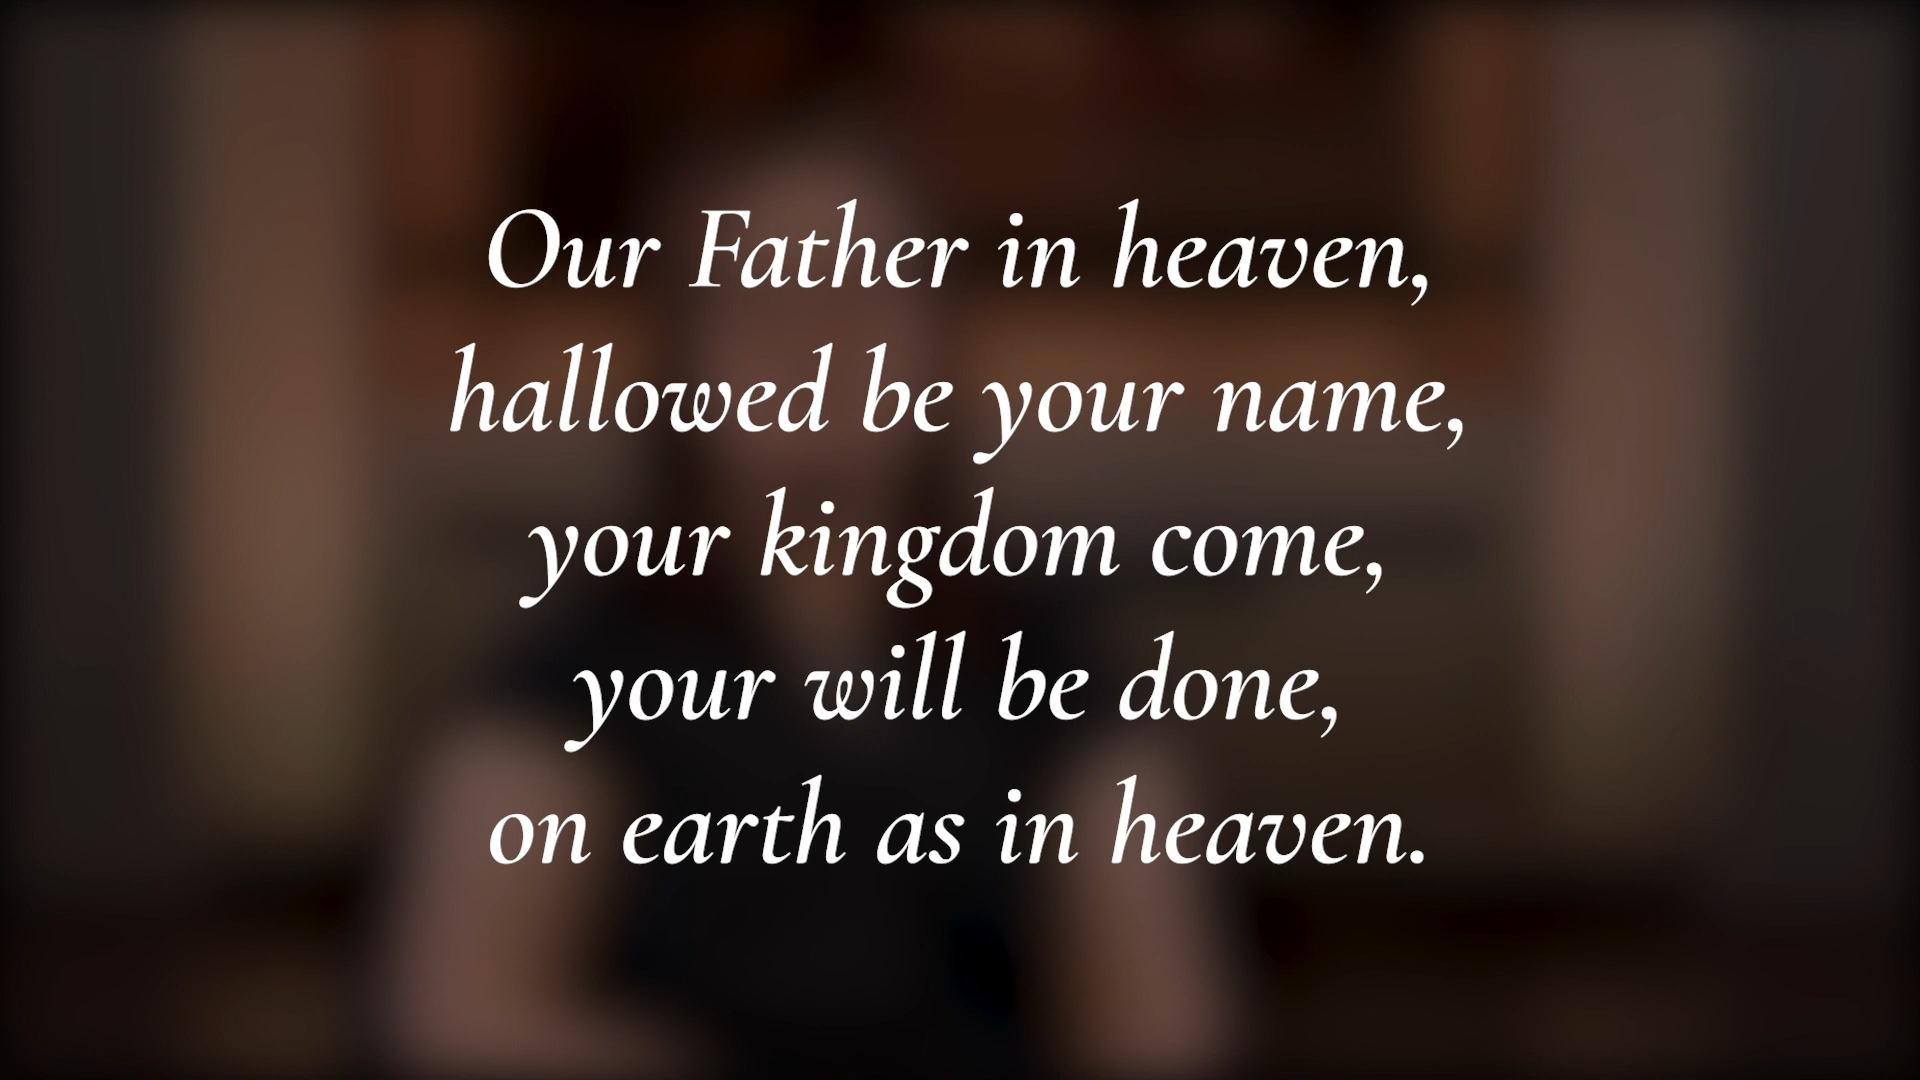 Our Father in heaven,
hallowed be your name,
your kingdom come,
your will be done,
on earth as in heaven.